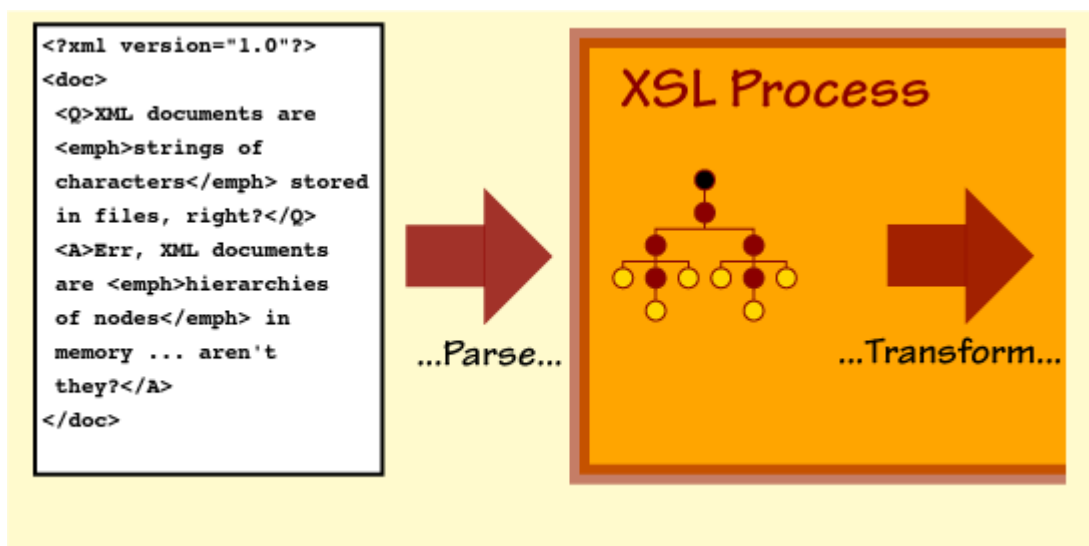 <?xml version="1.0"?>
<doc>
<Q>XML documents are
<emph>strings of
characters</emph> stored
in files, right?</Q>
<A>Err, XML documents
are <emph>hierarchies
of nodes</emph> in
memory ... aren't
they?</A>
</doc>
...Parse...
XSL Process
...Transform...